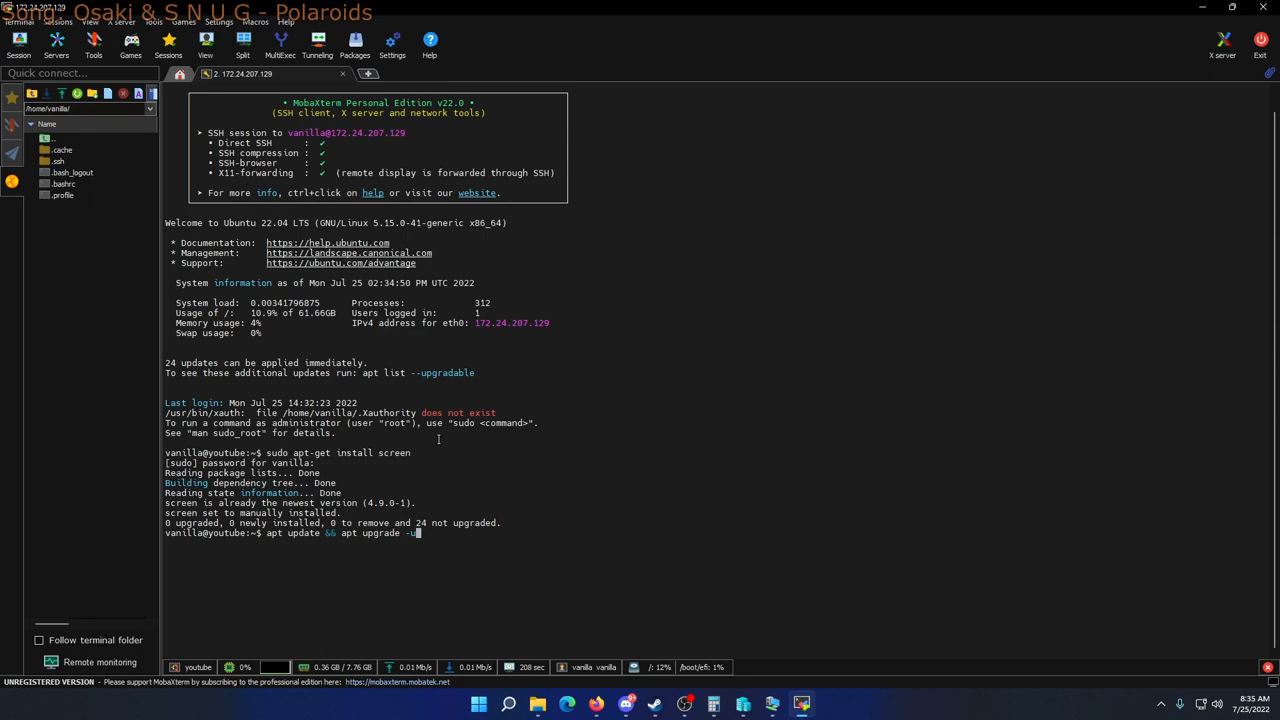 Song: Osaki & S N U G - Polaroids
172.24.207.129
Terminal Sessions View X server Tools Games Settings Macros Help
Session Servers Tools Games Sessions View Split MultiExec Tunneling Packages Settings Help X server Exit
Quick connect...
2. 172.24.207.129
/home/vanilla/
Name
..
.cache
.ssh
.bash_logout
.bashrc
.profile
• MobaXterm Personal Edition v22.0 •
(SSH client, X server and network tools)
➤ SSH session to vanilla@172.24.207.129
• Direct SSH : ✔
• SSH compression : ✔
• SSH-browser : ✔
• X11-forwarding : ✔ (remote display is forwarded through SSH)
➤ For more info, ctrl+click on help or visit our website.
Welcome to Ubuntu 22.04 LTS (GNU/Linux 5.15.0-41-generic x86_64)
* Documentation: https://help.ubuntu.com
* Management: https://landscape.canonical.com
* Support: https://ubuntu.com/advantage
System information as of Mon Jul 25 02:34:50 PM UTC 2022
System load: 0.00341796875 Processes: 312
Usage of /: 10.9% of 61.66GB Users logged in: 1
Memory usage: 4% IPv4 address for eth0: 172.24.207.129
Swap usage: 0%
24 updates can be applied immediately.
To see these additional updates run: apt list --upgradable
Last login: Mon Jul 25 14:32:23 2022
/usr/bin/xauth: file /home/vanilla/.Xauthority does not exist
To run a command as administrator (user "root"), use "sudo <command>".
See "man sudo_root" for details.
vanilla@youtube:~$ sudo apt-get install screen
[sudo] password for vanilla:
Reading package lists... Done
Building dependency tree... Done
Reading state information... Done
screen is already the newest version (4.9.0-1).
screen set to manually installed.
0 upgraded, 0 newly installed, 0 to remove and 24 not upgraded.
vanilla@youtube:~$ apt update && apt upgrade -u
Follow terminal folder
Remote monitoring
youtube 0% 0.36 GB / 7.76 GB 0.01 Mb/s 0.01 Mb/s 208 sec vanilla vanilla /: 12% /boot/efi: 1%
UNREGISTERED VERSION - Please support MobaXterm by subscribing to the professional edition here: https://mobaxterm.mobatek.net
8:35 AM
7/25/2022